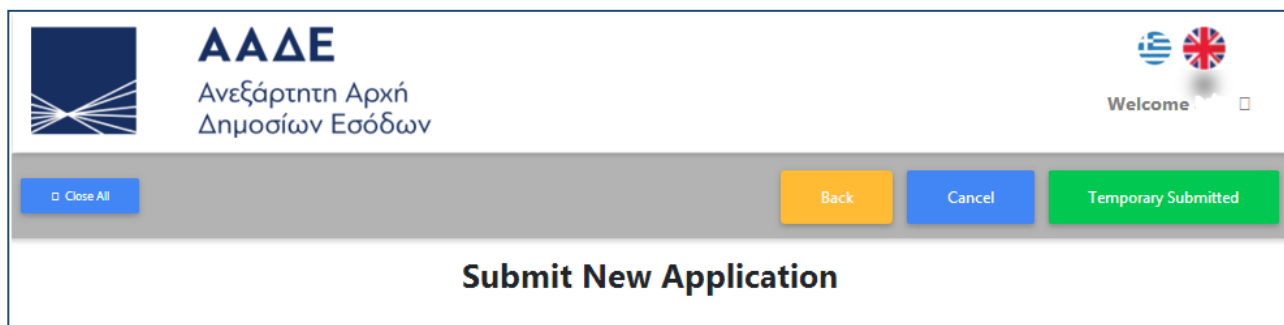 ΑΑΔΕ
Ανεξάρτητη Αρχή
Δημοσίων Εσόδων
Welcome
Close All
Back
Cancel
Temporary Submitted
Submit New Application